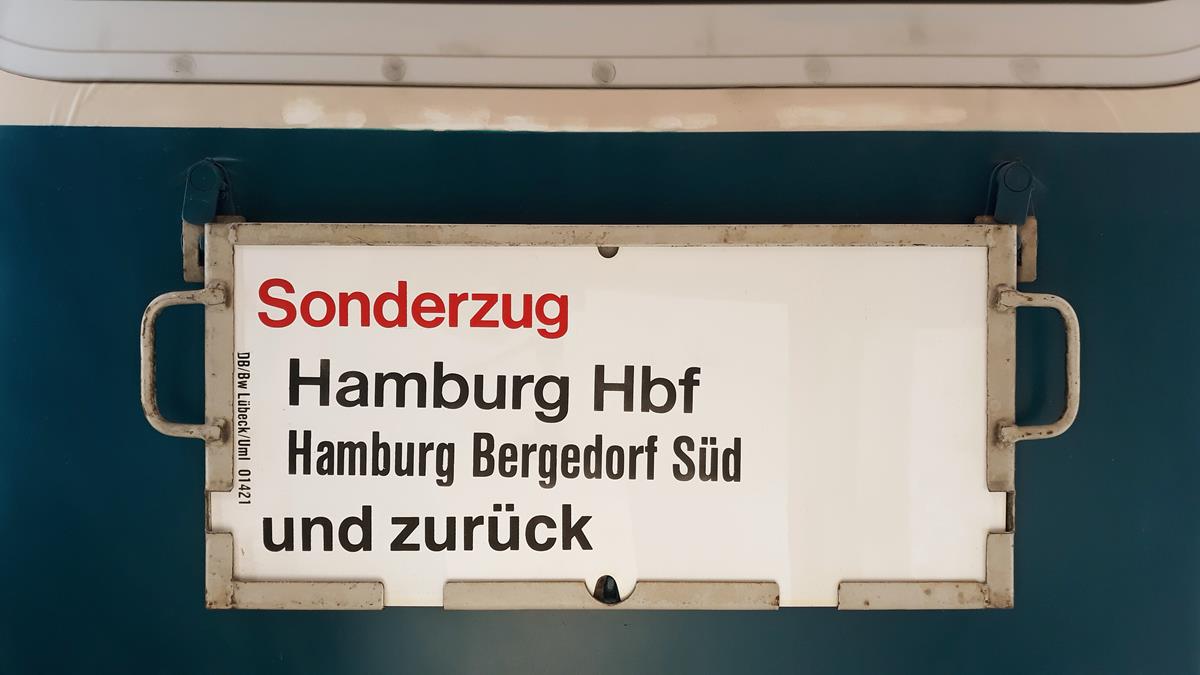 Sonderzug
Hamburg Hbf
Hamburg Bergedorf Süd
und zurück
DB/Bw Lübeck/Uml 01421